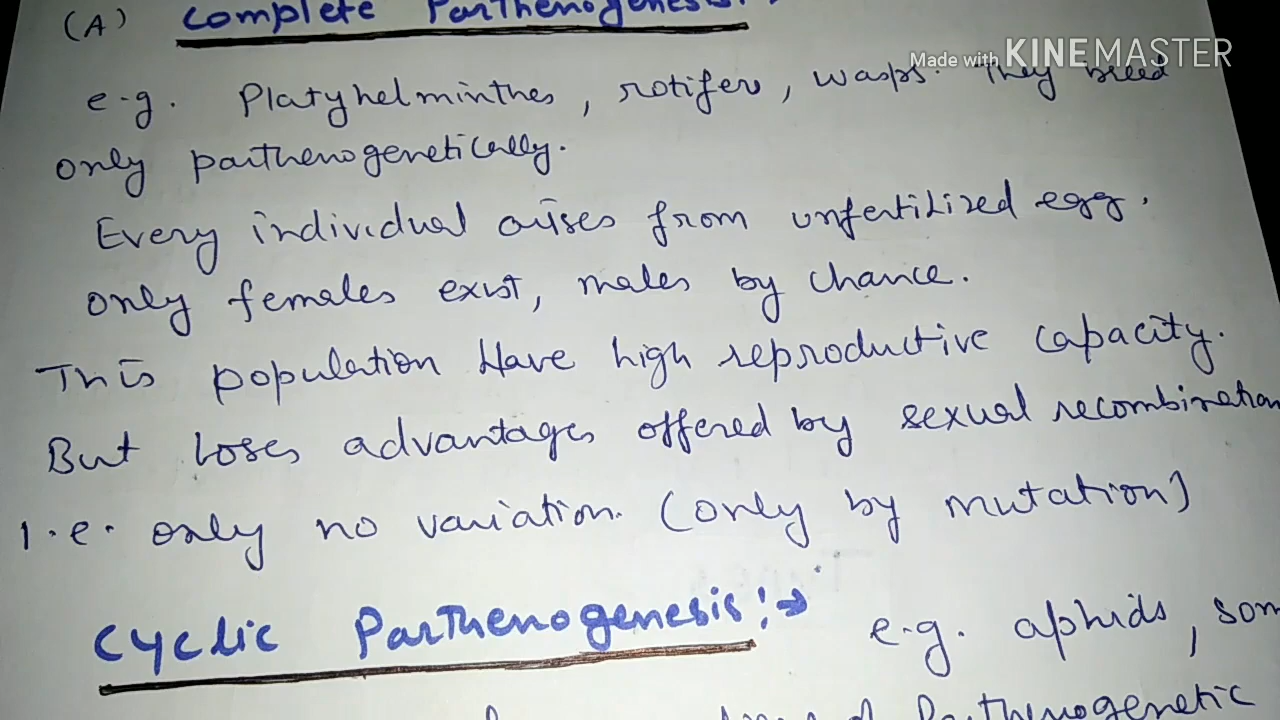 (A) Complete Parthenogenesis:
Made with KINEMASTER
e.g. Platyhelminthes, rotifers, wasps. They breed
only parthenogenetically.
Every individual arises from unfertilized egg.
only females exist, males by chance.
This population Have high reproductive capacity.
But loses advantages offered by sexual recombination
i.e. only no variation. (only by mutation)
Cyclic Parthenogenesis:→ e.g. aphids, som
of Parthenogenetic